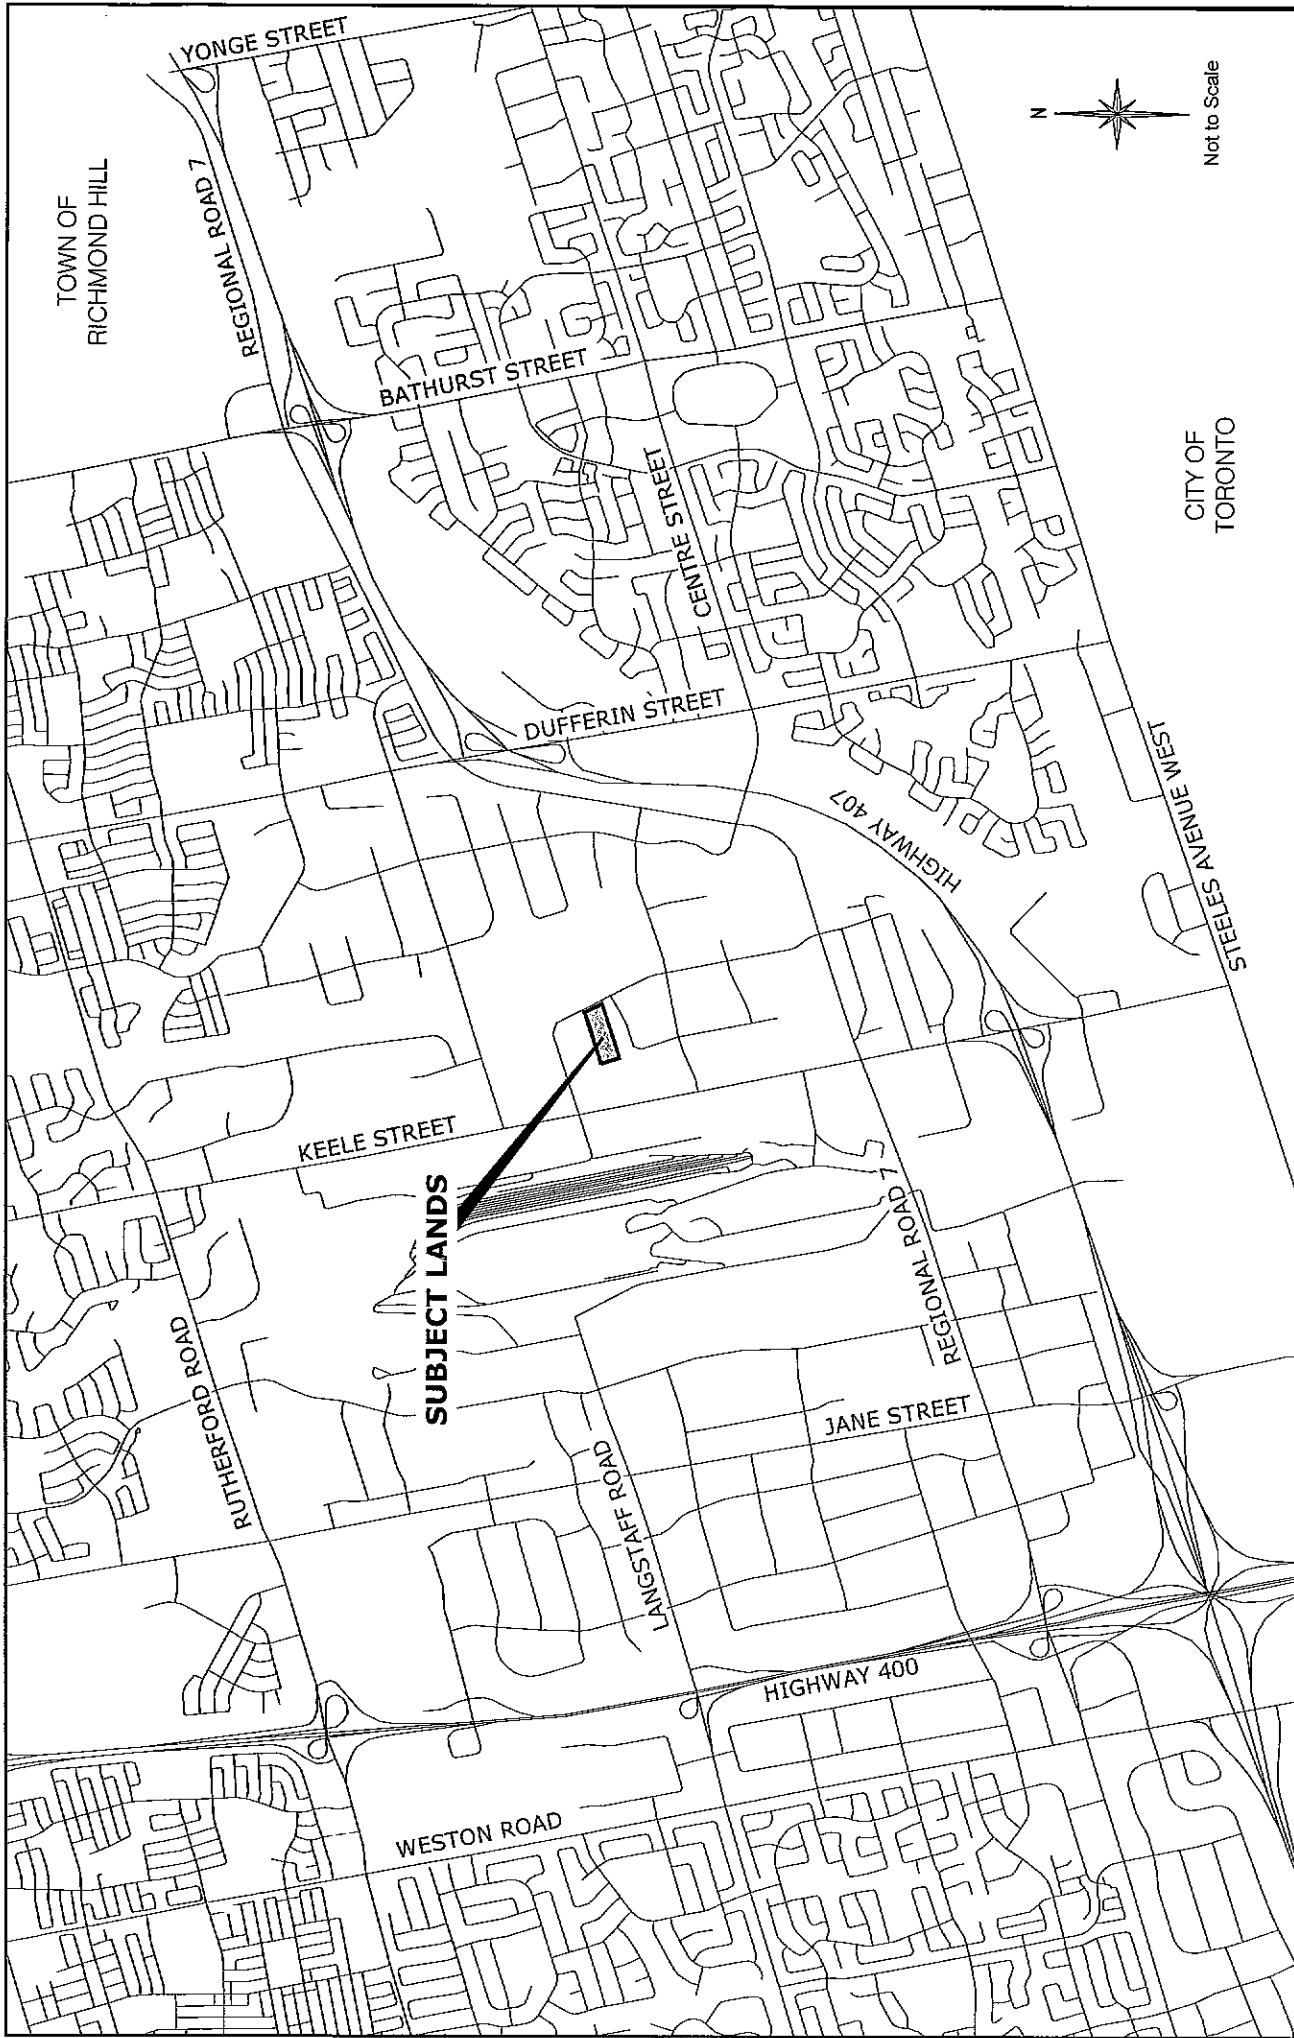 YONGE STREET
TOWN OF
RICHMOND HILL
REGIONAL ROAD 7
N
Not to Scale
BATHURST STREET
CENTRE STREET
CITY OF
TORONTO
DUFFERIN STREET
HIGHWAY 407
STEELES AVENUE WEST
KEELE STREET
SUBJECT LANDS
REGIONAL ROAD 7
RUTHERFORD ROAD
JANE STREET
LANGSTAFF ROAD
HIGHWAY 400
WESTON ROAD